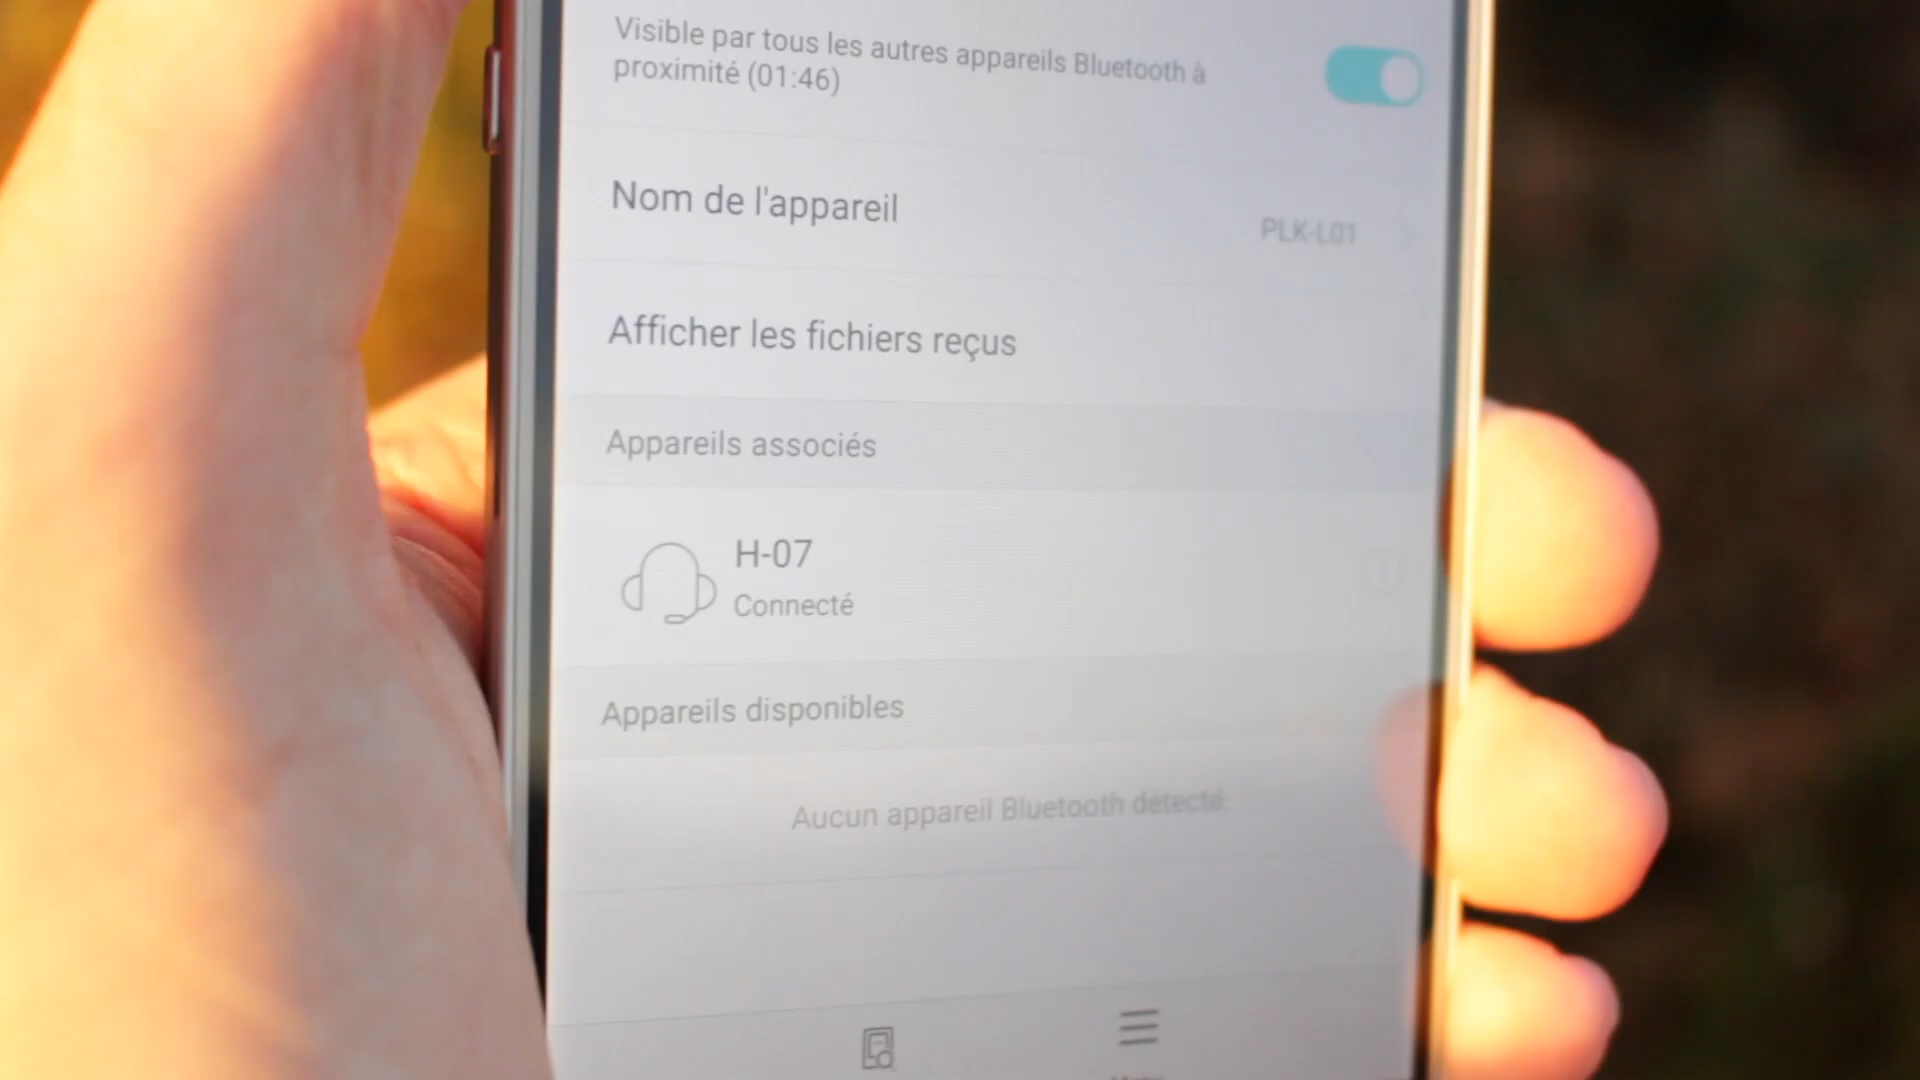 Visible par tous les autres appareils Bluetooth à
proximité (01:46)
Nom de l'appareil
PLK-L01
Afficher les fichiers reçus
Appareils associés
H-07
Connecté
Appareils disponibles
Aucun appareil Bluetooth détecté.